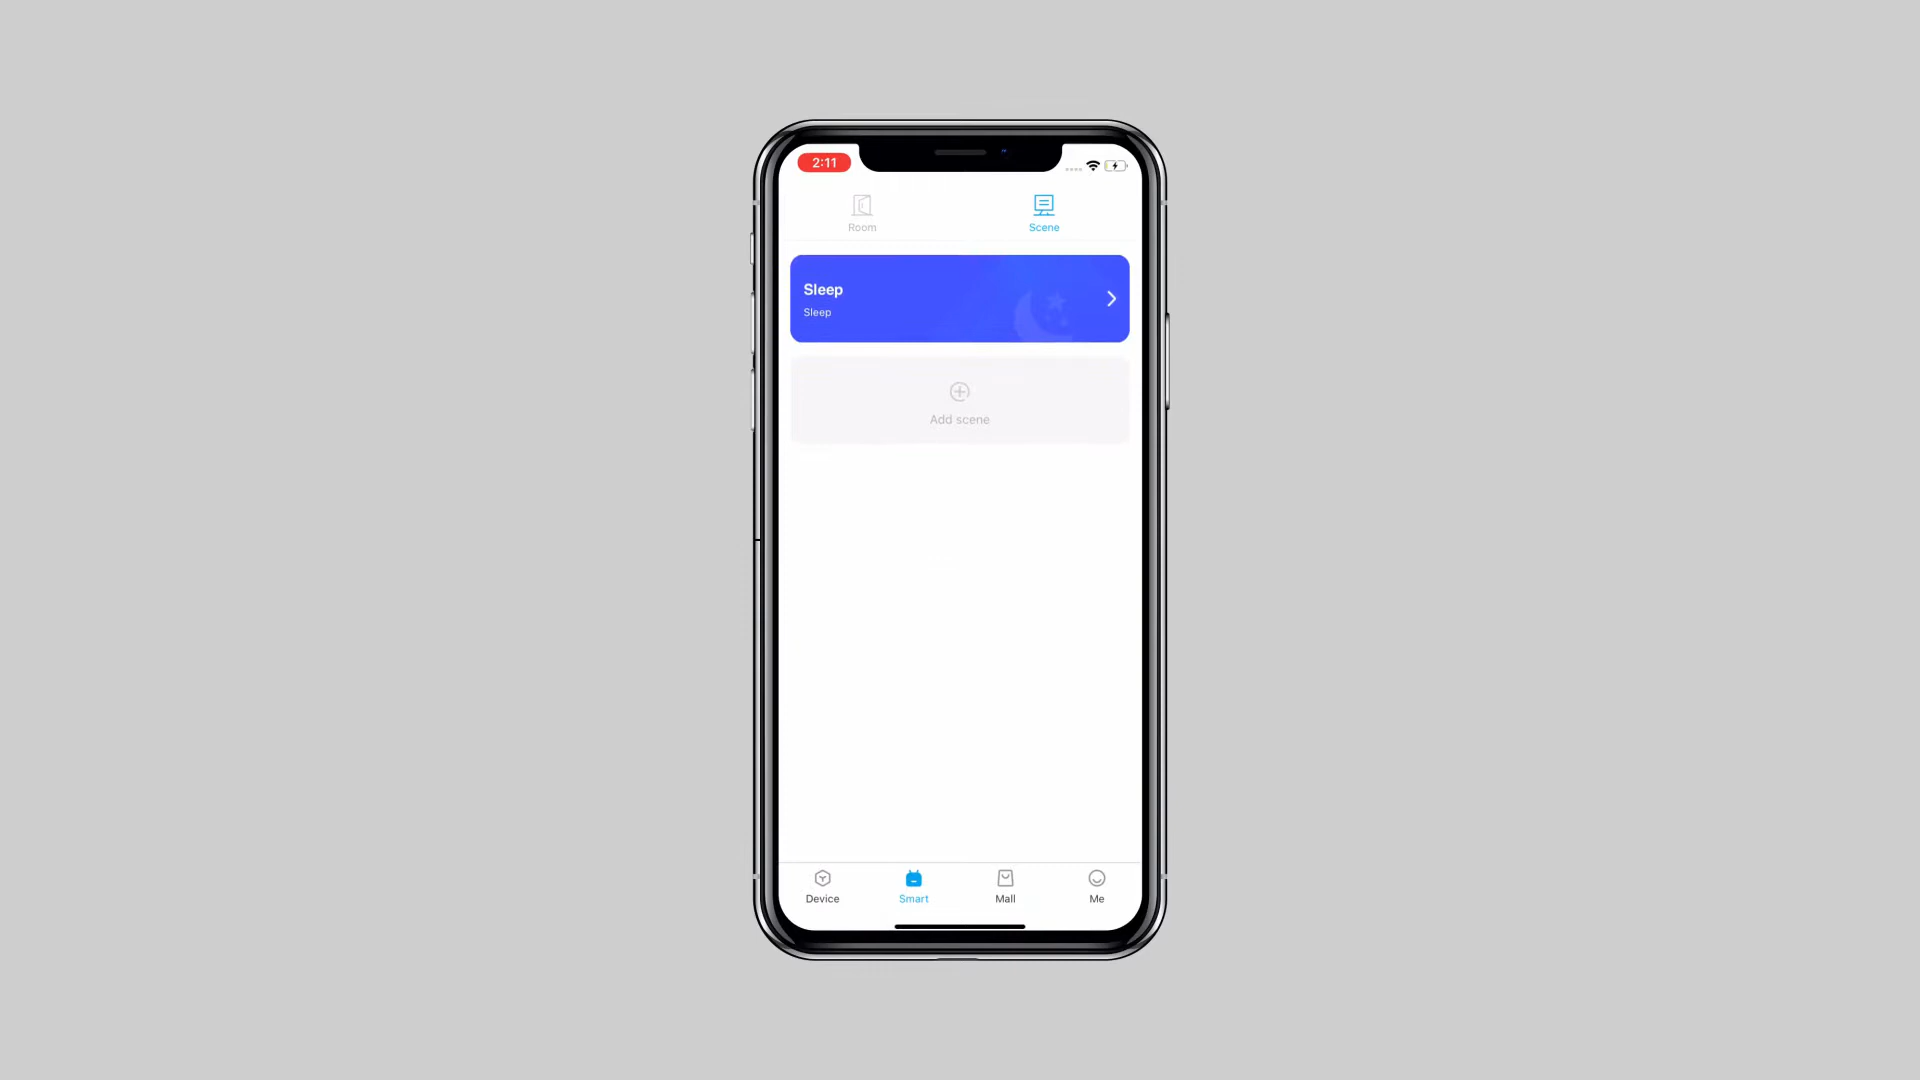 2:11
Room
Scene
Sleep
Sleep
Add scene
Device
Smart
Mall
Me